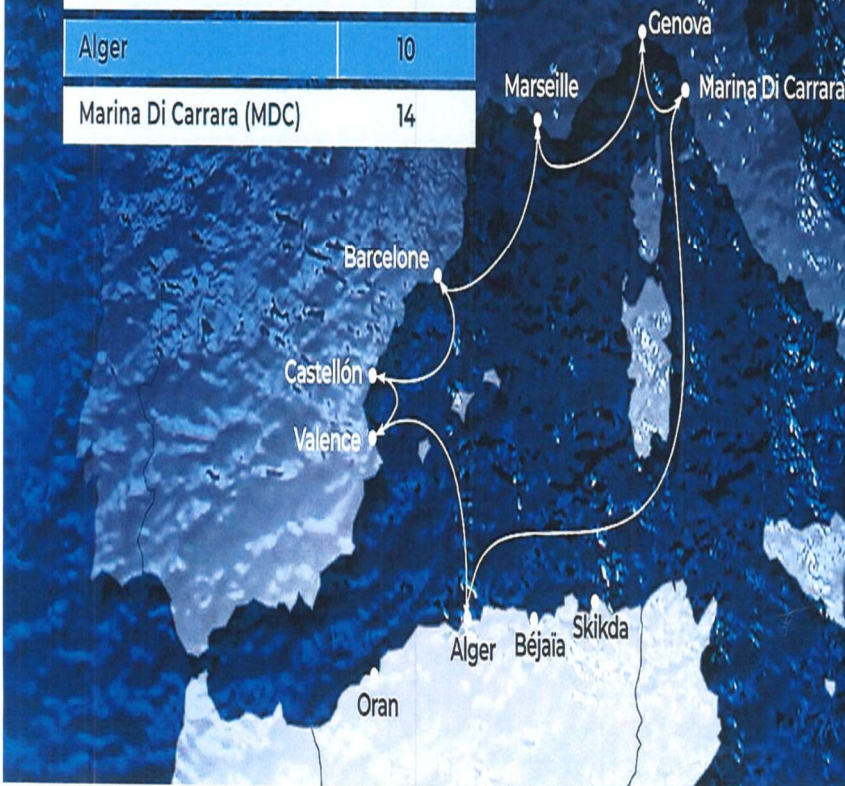 Alger 10
Marina Di Carrara (MDC) 14
Genova
Marina Di Carrara
Marseille
Barcelone
Castellón
Valence
Alger
Béjaïa
Skikda
Oran